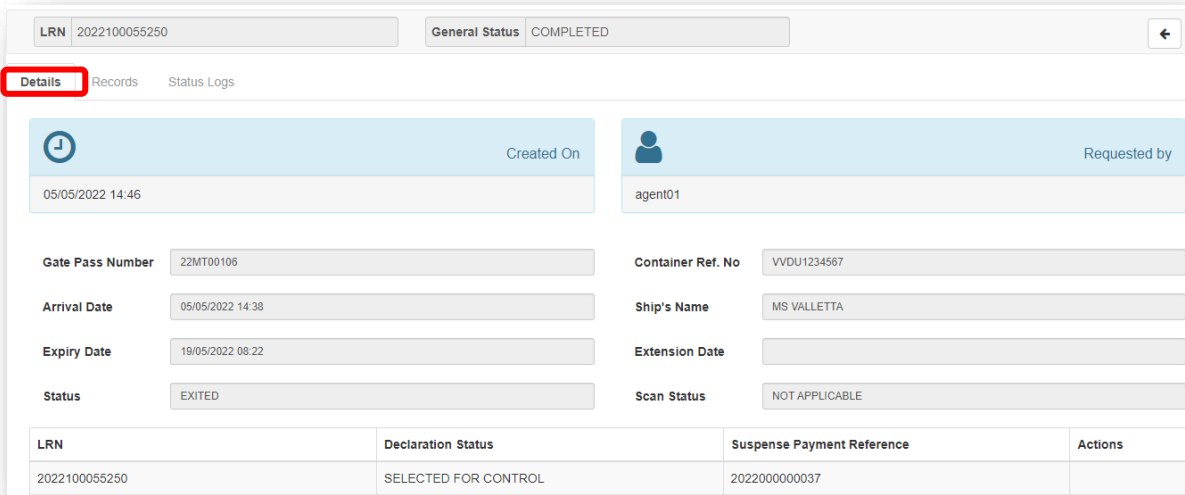 LRN 2022100055250 General Status COMPLETED
Details Records Status Logs
Created On Requested by
05/05/2022 14:46 agent01
Gate Pass Number 22MT00106 Container Ref. No VVDU1234567
Arrival Date 05/05/2022 14:38 Ship's Name MS VALLETTA
Expiry Date 19/05/2022 08:22 Extension Date
Status EXITED Scan Status NOT APPLICABLE
LRN Declaration Status Suspense Payment Reference Actions
2022100055250 SELECTED FOR CONTROL 2022000000037